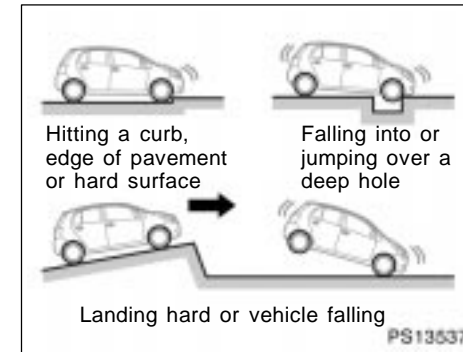 Hitting a curb,
edge of pavement
or hard surface
Falling into or
jumping over a
deep hole
Landing hard or vehicle falling
PS13537